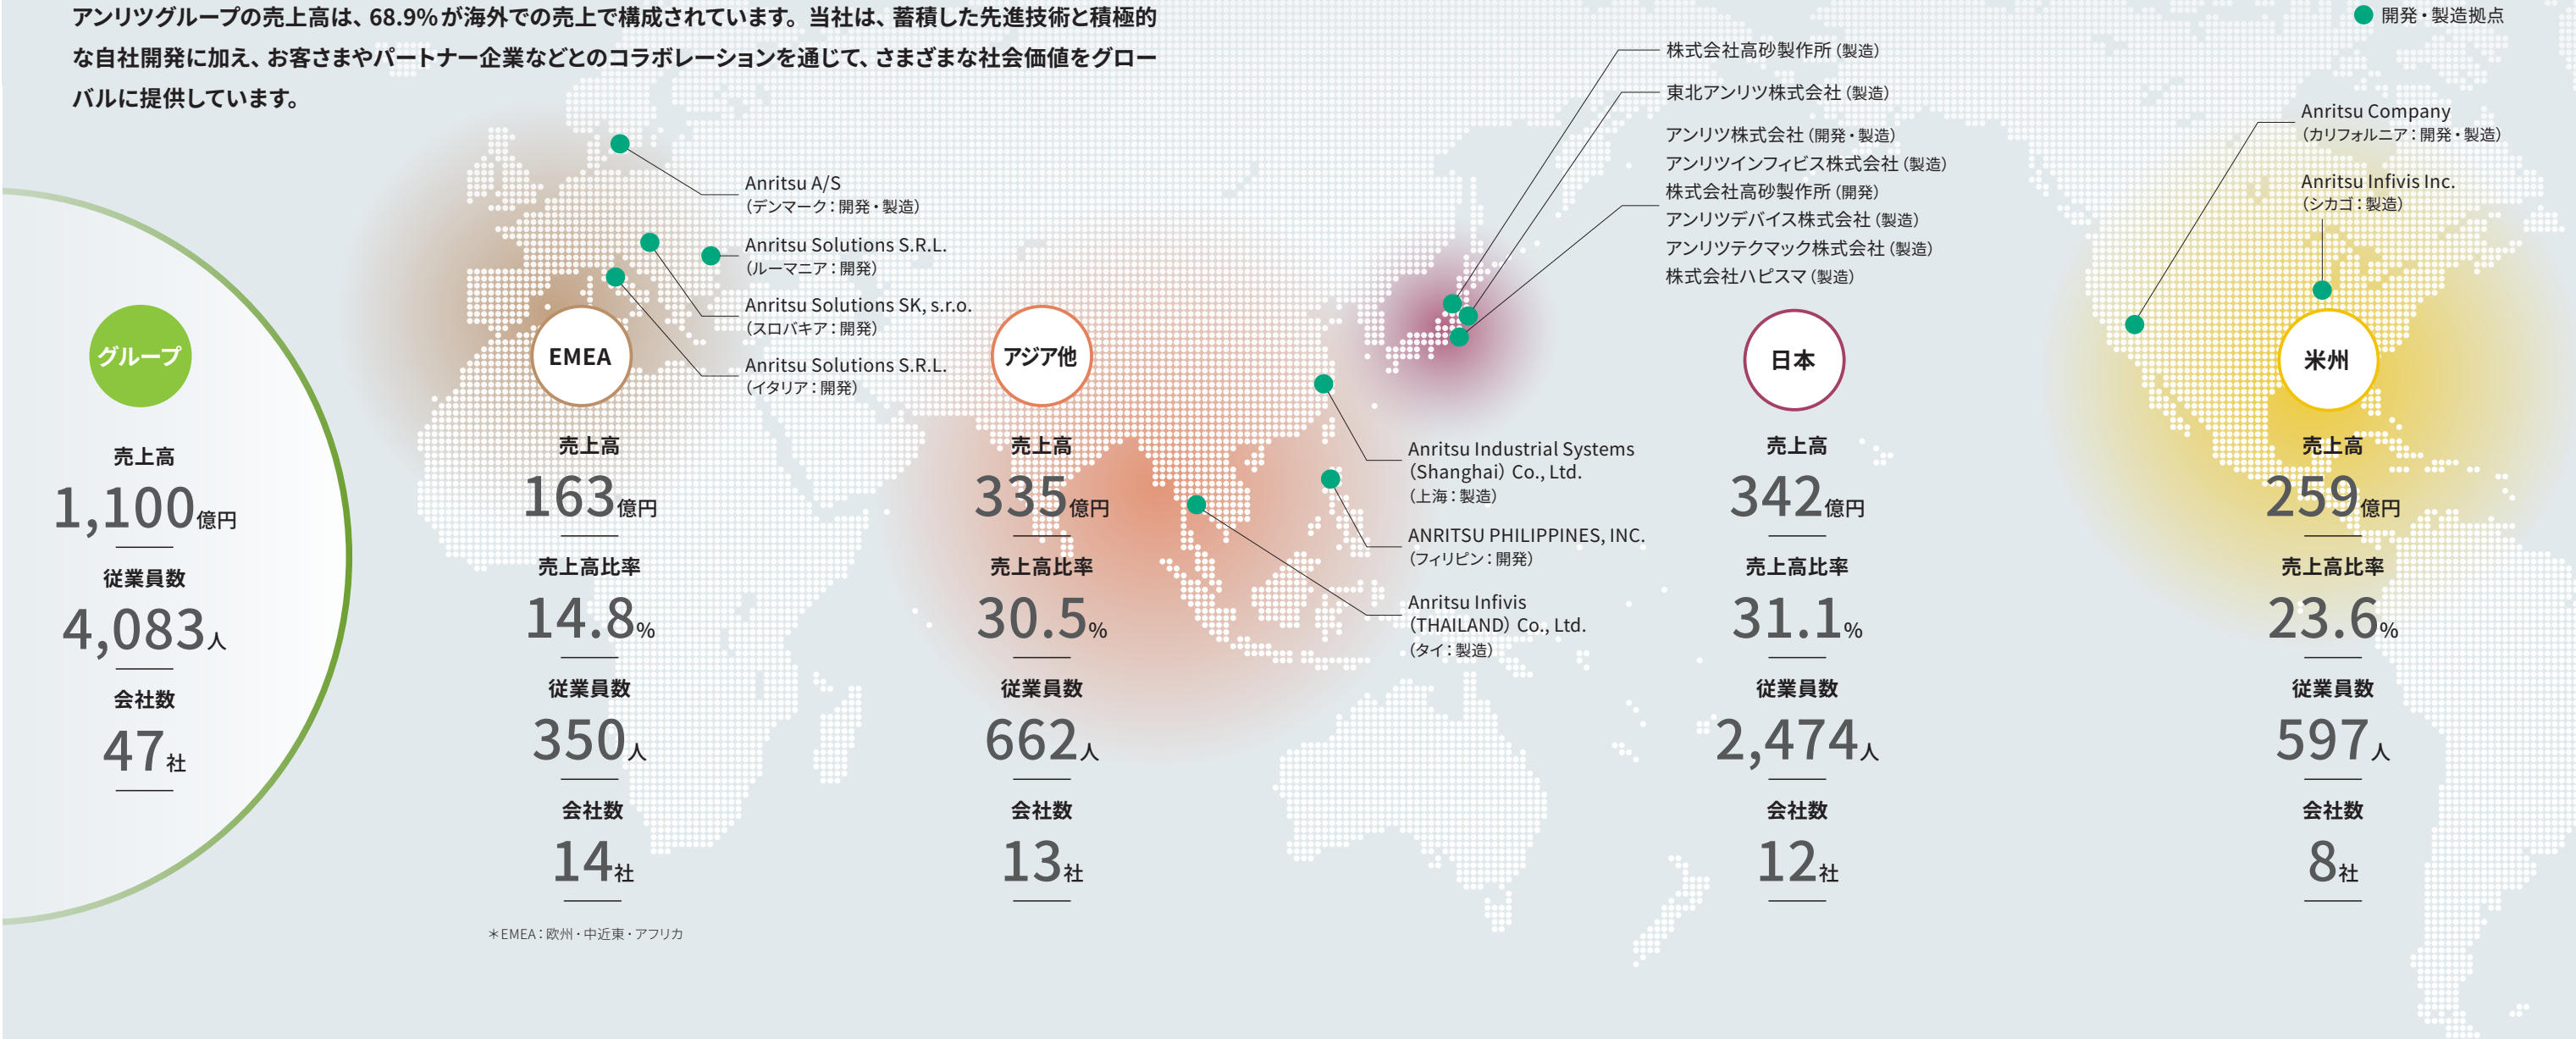 アンリツグループの売上高は、68.9%が海外での売上で構成されています。当社は、蓄積した先進技術と積極的
な自社開発に加え、お客さまやパートナー企業などとのコラボレーションを通じて、さまざまな社会価値をグロー
バルに提供しています。
開発・製造拠点
グループ
売上高
1,100億円
従業員数
4,083人
会社数
47社
Anritsu A/S
（デンマーク：開発・製造）
Anritsu Solutions S.R.L.
（ルーマニア：開発）
Anritsu Solutions SK, s.r.o.
（スロバキア：開発）
Anritsu Solutions S.R.L.
（イタリア：開発）
EMEA
売上高
163億円
売上高比率
14.8%
従業員数
350人
会社数
14社
＊EMEA：欧州・中近東・アフリカ
アジア他
売上高
335億円
売上高比率
30.5%
従業員数
662人
会社数
13社
Anritsu Industrial Systems
（Shanghai）Co., Ltd.
（上海：製造）
ANRITSU PHILIPPINES, INC.
（フィリピン：開発）
Anritsu Infivis
（THAILAND）Co., Ltd.
（タイ：製造）
株式会社高砂製作所（製造）
東北アンリツ株式会社（製造）
アンリツ株式会社（開発・製造）
アンリツインフィビス株式会社（製造）
株式会社高砂製作所（開発）
アンリツデバイス株式会社（製造）
アンリツテクマック株式会社（製造）
株式会社ハピスマ（製造）
日本
売上高
342億円
売上高比率
31.1%
従業員数
2,474人
会社数
12社
Anritsu Company
（カリフォルニア：開発・製造）
Anritsu Infivis Inc.
（シカゴ：製造）
米州
売上高
259億円
売上高比率
23.6%
従業員数
597人
会社数
8社